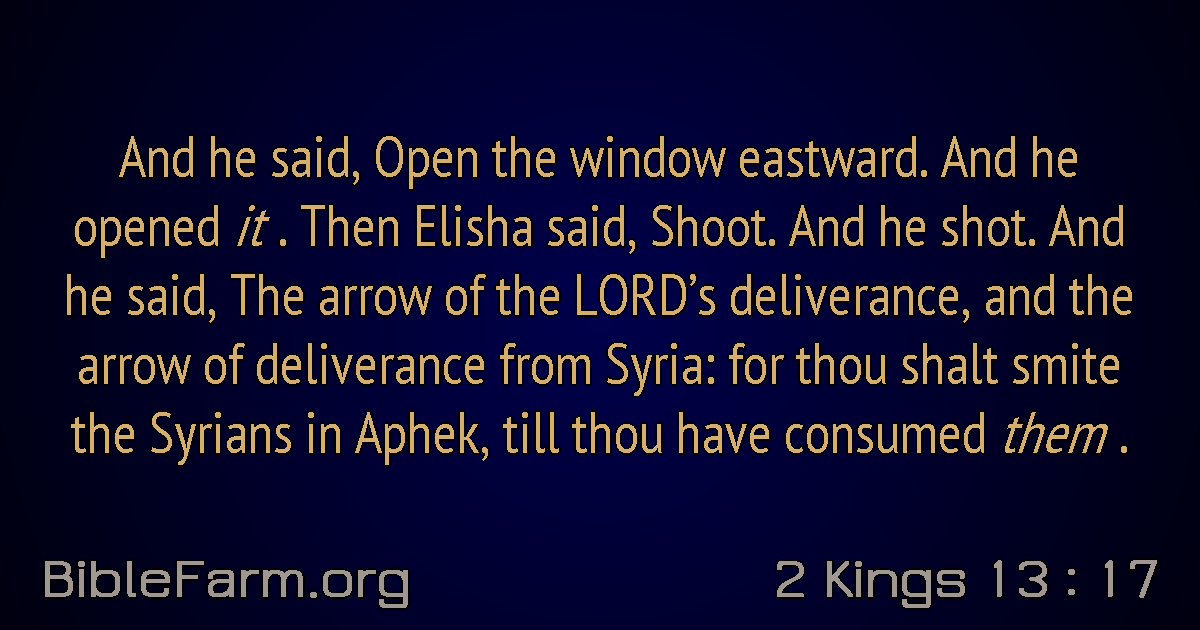 And he said, Open the window eastward. And he
opened it . Then Elisha said, Shoot. And he shot. And
he said, The arrow of the LORD’s deliverance, and the
arrow of deliverance from Syria: for thou shalt smite
the Syrians in Aphek, till thou have consumed them .
BibleFarm.org
2 Kings 13 : 17